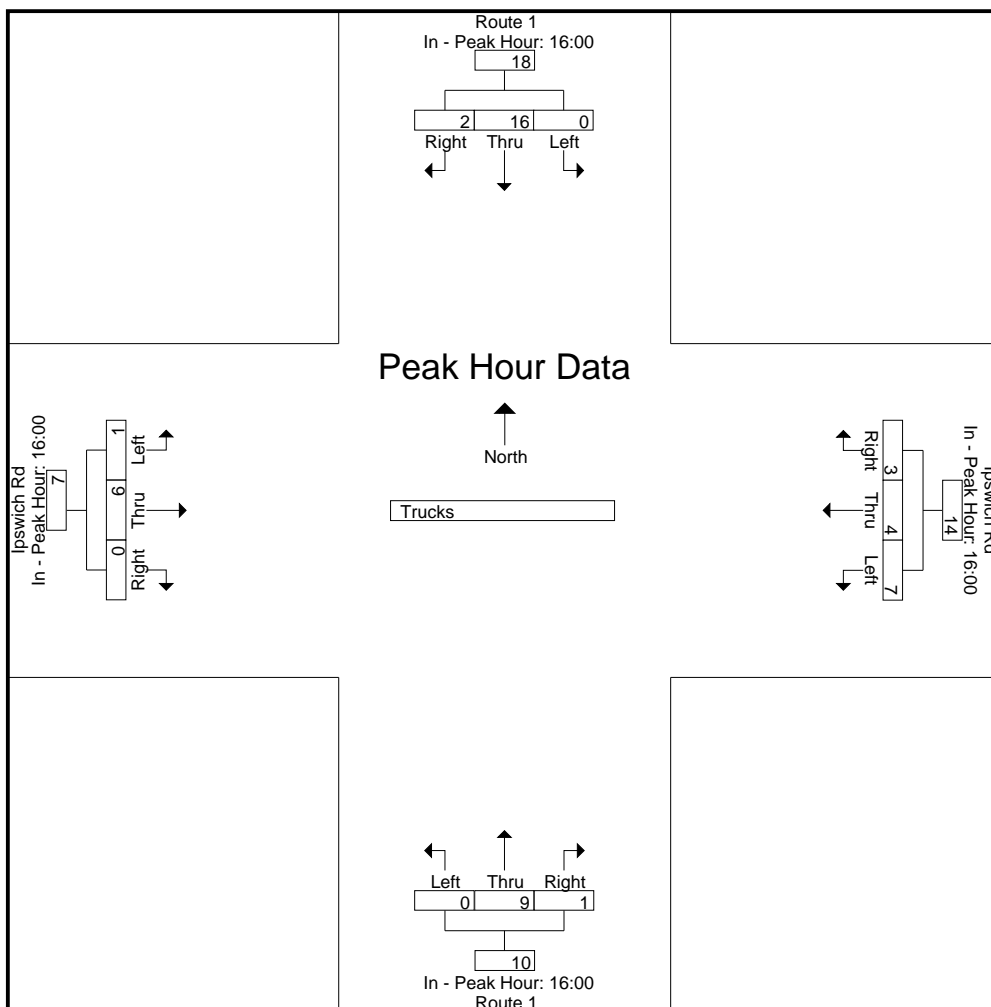 Route 1
In - Peak Hour: 16:00
18
2 16 0
Right Thru Left
Peak Hour Data
North
Trucks
Ipswich Rd
In - Peak Hour: 16:00
7
1 6 0
Left Thru Right
Ipswich Rd
In - Peak Hour: 16:00
14
3 4 7
Right Thru Left
Left Thru Right
0 9 1
10
In - Peak Hour: 16:00
Route 1